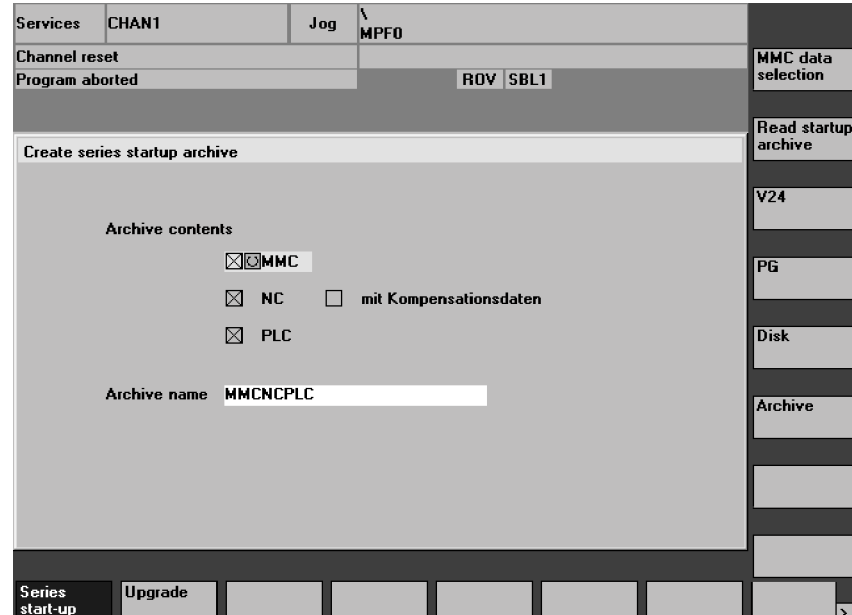 Services CHAN1 Jog \
MPF0
Channel reset
Program aborted ROV SBL1
MMC data
selection
Read startup
archive
V24
PG
Disk
Archive
Create series startup archive
Archive contents
MMC
NC mit Kompensationsdaten
PLC
Archive name MMCNCPLC
Series
start-up
Upgrade
>